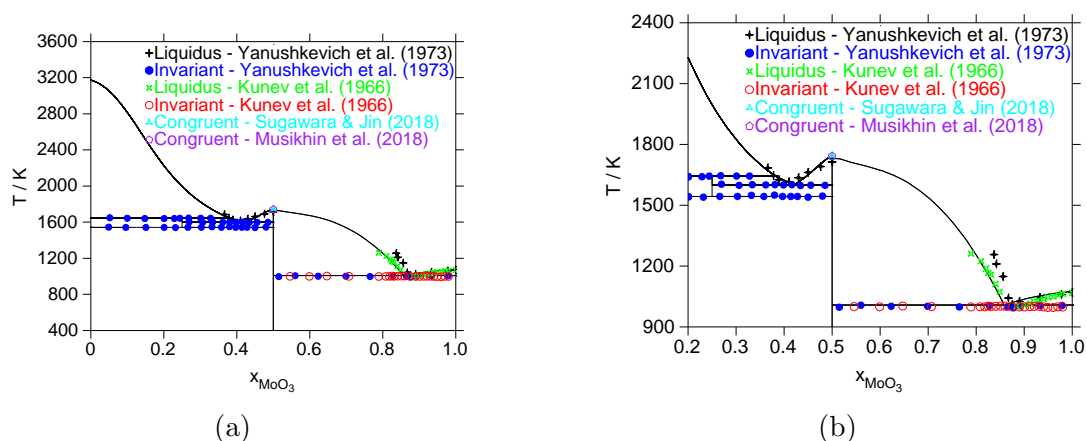 3600
3200
2800
2400
2000
1600
1200
800
400
T / K
Liquidus - Yanushkevich et al. (1973)
Invariant - Yanushkevich et al. (1973)
Liquidus - Kunev et al. (1966)
Invariant - Kunev et al. (1966)
Congruent - Sugawara & Jin (2018)
Congruent - Musikhin et al. (2018)
0 0.2 0.4 0.6 0.8 1.0
x_MoO₃
(a)
2400
2100
1800
1500
1200
900
T / K
Liquidus - Yanushkevich et al. (1973)
Invariant - Yanushkevich et al. (1973)
Liquidus - Kunev et al. (1966)
Invariant - Kunev et al. (1966)
Congruent - Sugawara & Jin (2018)
Congruent - Musikhin et al. (2018)
0.2 0.3 0.4 0.5 0.6 0.7 0.8 0.9 1.0
x_MoO₃
(b)